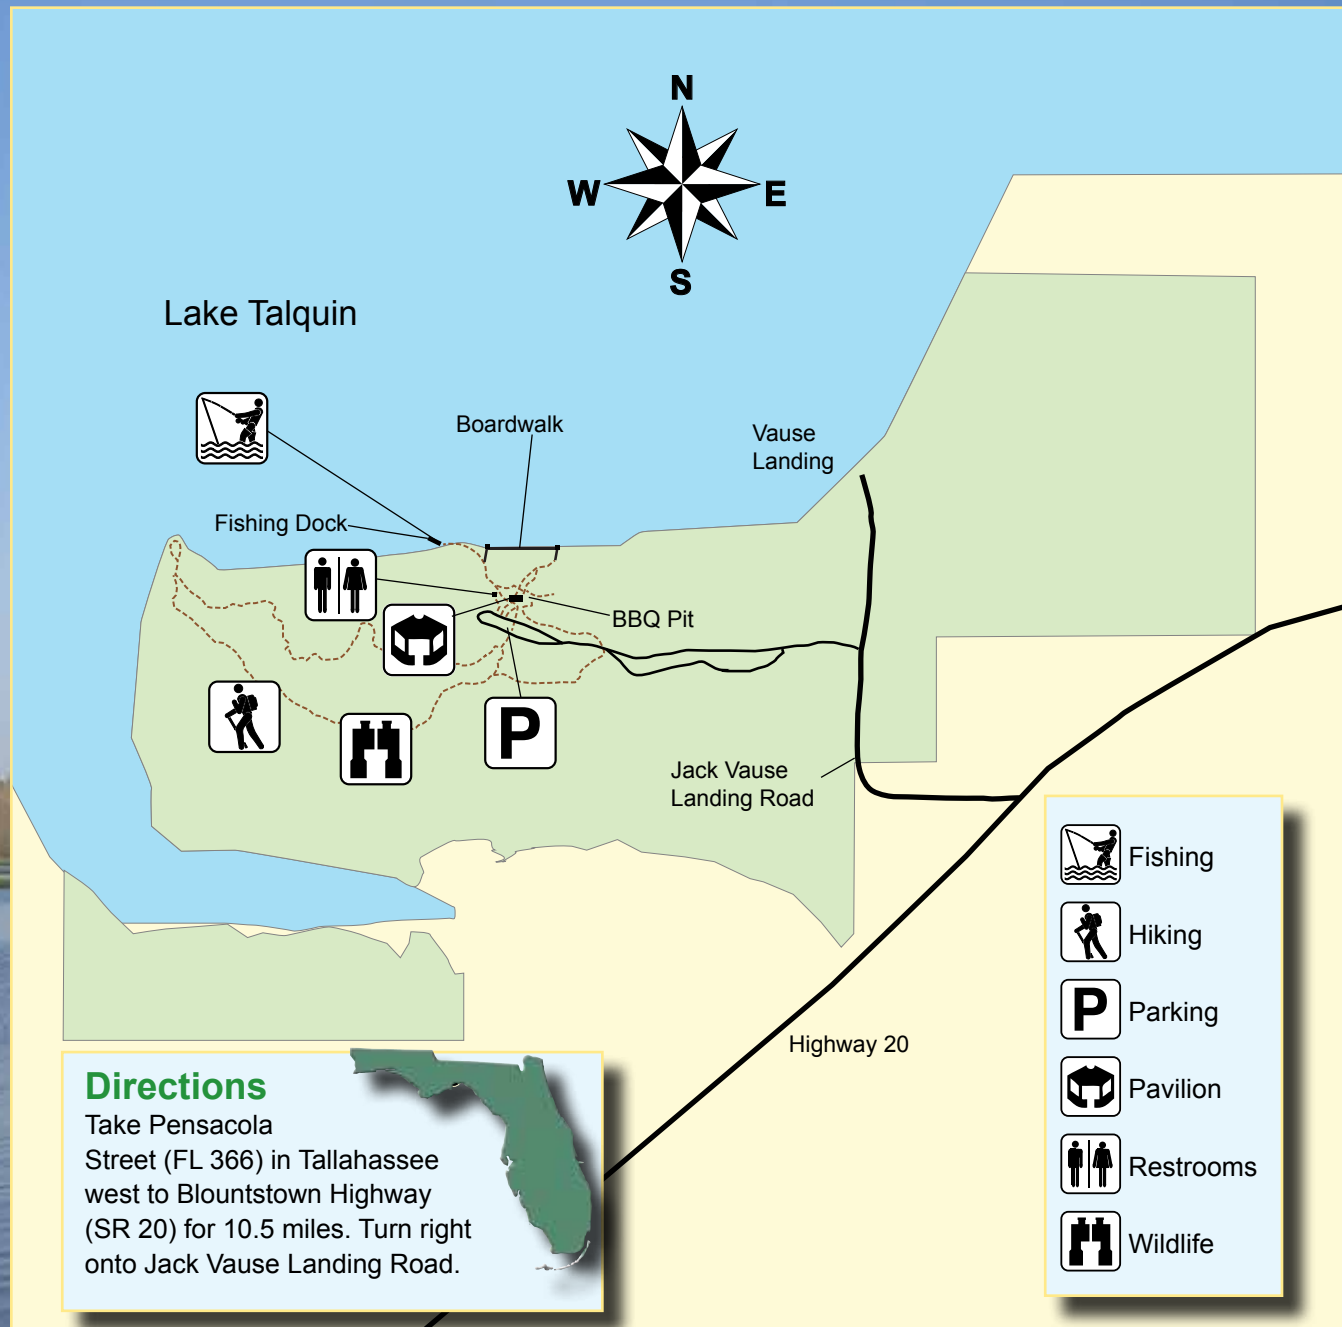 N
W
E
S
Lake Talquin
Boardwalk
Vause
Landing
Fishing Dock
BBQ Pit
P
Jack Vause
Landing Road
Highway 20
Fishing
Hiking
P
Parking
Pavilion
Restrooms
Wildlife
Directions
Take Pensacola
Street (FL 366) in Tallahassee
west to Blountstown Highway
(SR 20) for 10.5 miles. Turn right
onto Jack Vause Landing Road.